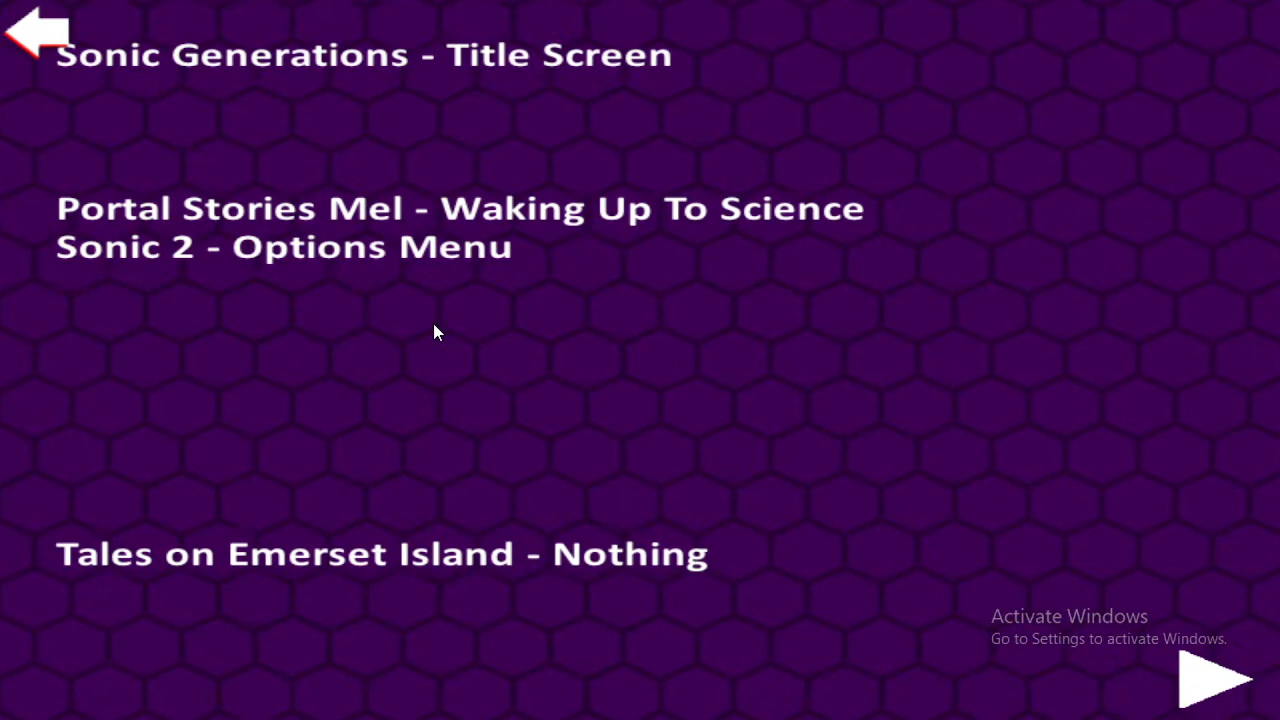 Sonic Generations - Title Screen
Portal Stories Mel - Waking Up To Science
Sonic 2 - Options Menu
Tales on Emerset Island - Nothing
Activate Windows
Go to Settings to activate Windows.